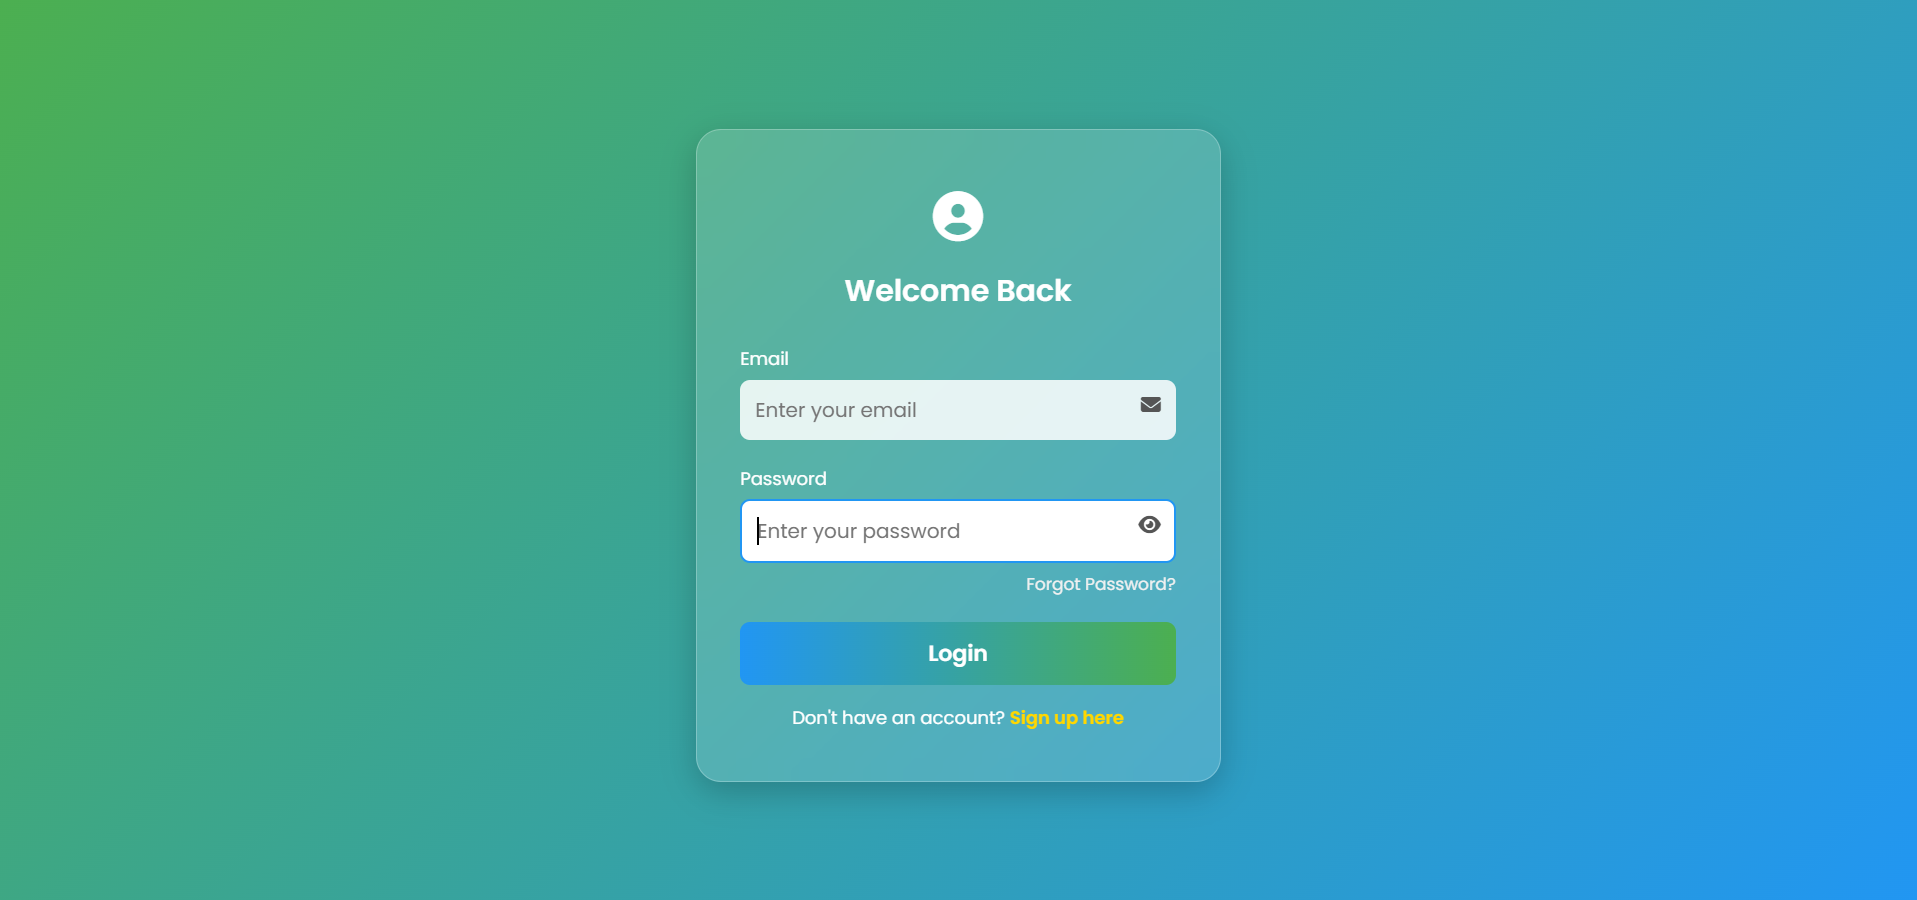 Welcome Back
Email
Enter your email
Password
Enter your password
Forgot Password?
Login
Don't have an account? Sign up here